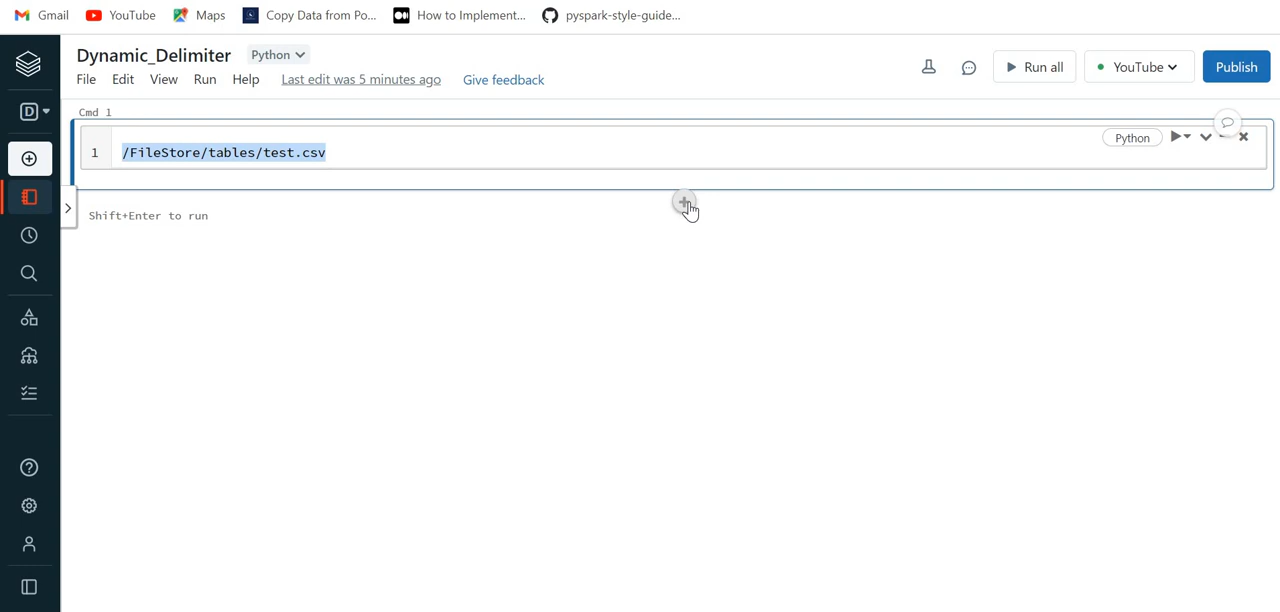 Gmail YouTube Maps Copy Data from Po... How to Implement... pyspark-style-guide...
Dynamic_Delimiter Python
File Edit View Run Help Last edit was 5 minutes ago Give feedback
Run all YouTube Publish
D
Cmd 1
Python
1 /FileStore/tables/test.csv
Shift+Enter to run